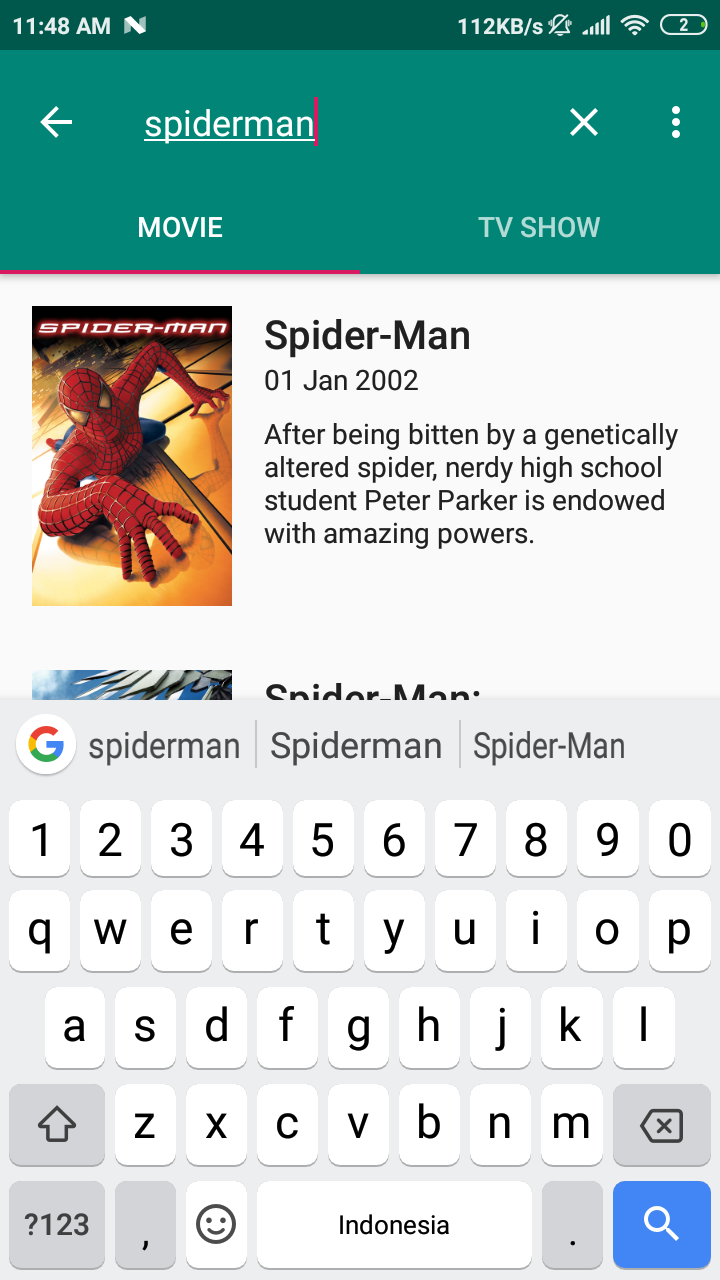 11:48 AM
112KB/s
2
spiderman
MOVIE
TV SHOW
SPIDER-MAN
Spider-Man
01 Jan 2002
After being bitten by a genetically
altered spider, nerdy high school
student Peter Parker is endowed
with amazing powers.
Spider-Man:
spiderman Spiderman Spider-Man
1 2 3 4 5 6 7 8 9 0
q w e r t y u i o p
a s d f g h j k l
z x c v b n m
?123 , Indonesia .